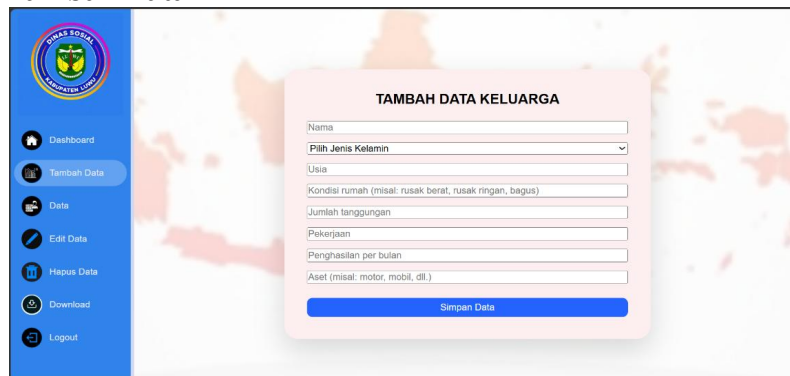 DINAS SOSIAL
KABUPATEN LUWU
Dashboard
Tambah Data
Data
Edit Data
Hapus Data
Download
Logout
TAMBAH DATA KELUARGA
Nama
Pilih Jenis Kelamin
Usia
Kondisi rumah (misal: rusak berat, rusak ringan, bagus)
Jumlah tanggungan
Pekerjaan
Penghasilan per bulan
Aset (misal: motor, mobil, dll.)
Simpan Data